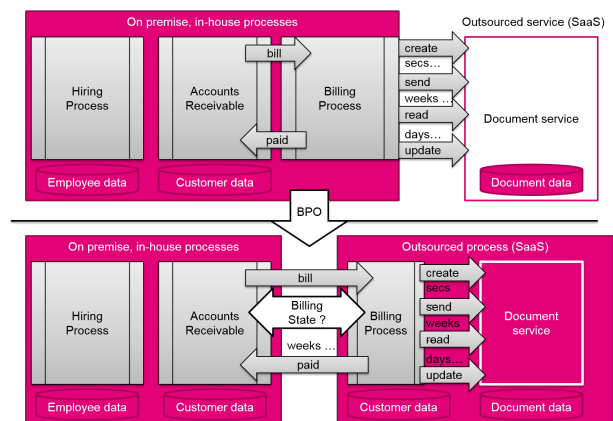 On premise, in-house processes
Outsourced service (SaaS)
Hiring
Process
Accounts
Receivable
Billing
Process
bill
paid
create
secs…
send
weeks …
read
days…
update
Document service
Employee data
Customer data
Document data
BPO
On premise, in-house processes
Outsourced process (SaaS)
Hiring
Process
Accounts
Receivable
bill
Billing
State ?
weeks …
paid
Billing
Process
create
secs
send
weeks
read
days…
update
Document
service
Employee data
Customer data
Customer data
Document data